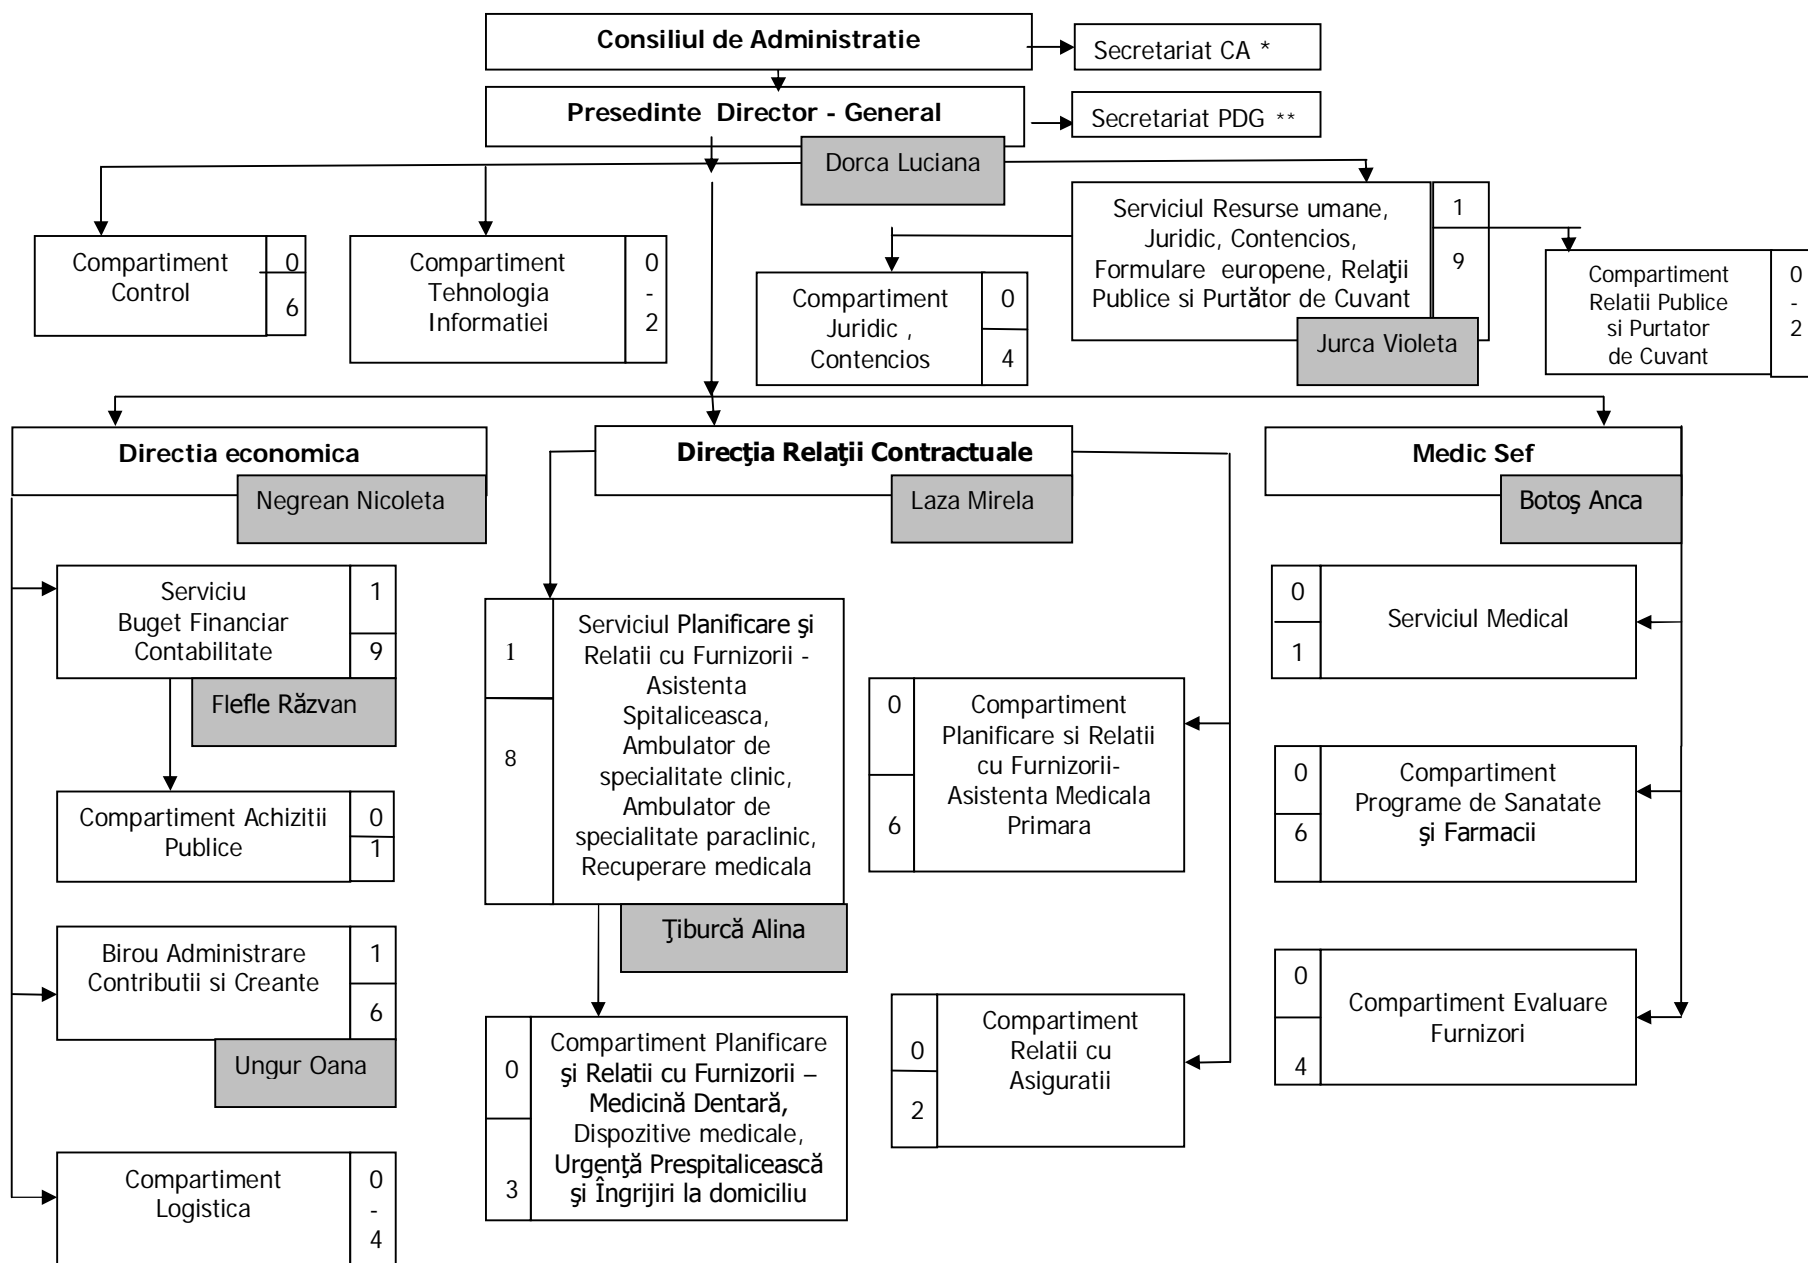 Consiliul de Administratie
Secretariat CA *
Presedinte Director - General
Secretariat PDG **
Dorca Luciana
Compartiment
Control
0
6
Compartiment
Tehnologia
Informatiei
0
-
2
Compartiment
Juridic ,
Contencios
0
4
Serviciul Resurse umane,
Juridic, Contencios,
Formulare europene, Relaţii
Publice si Purtător de Cuvant
1
9
Jurca Violeta
Compartiment
Relatii Publice
si Purtator
de Cuvant
0
-
2
Directia economica
Negrean Nicoleta
Serviciu
Buget Financiar
Contabilitate
1
9
Flefle Răzvan
Compartiment Achizitii
Publice
0
1
Birou Administrare
Contributii si Creante
1
6
Ungur Oana
Compartiment
Logistica
0
-
4
Direcţia Relaţii Contractuale
Laza Mirela
1
8
Serviciul Planificare şi
Relatii cu Furnizorii -
Asistenta
Spitaliceasca,
Ambulator de
specialitate clinic,
Ambulator de
specialitate paraclinic,
Recuperare medicala
Ţiburcă Alina
0
3
Compartiment Planificare
şi Relatii cu Furnizorii –
Medicină Dentară,
Dispozitive medicale,
Urgenţă Prespitalicească
şi Îngrijiri la domiciliu
0
6
Compartiment
Planificare si Relatii
cu Furnizorii-
Asistenta Medicala
Primara
0
2
Compartiment
Relatii cu
Asiguratii
Medic Sef
Botoş Anca
0
1
Serviciul Medical
0
6
Compartiment
Programe de Sanatate
şi Farmacii
0
4
Compartiment Evaluare
Furnizori